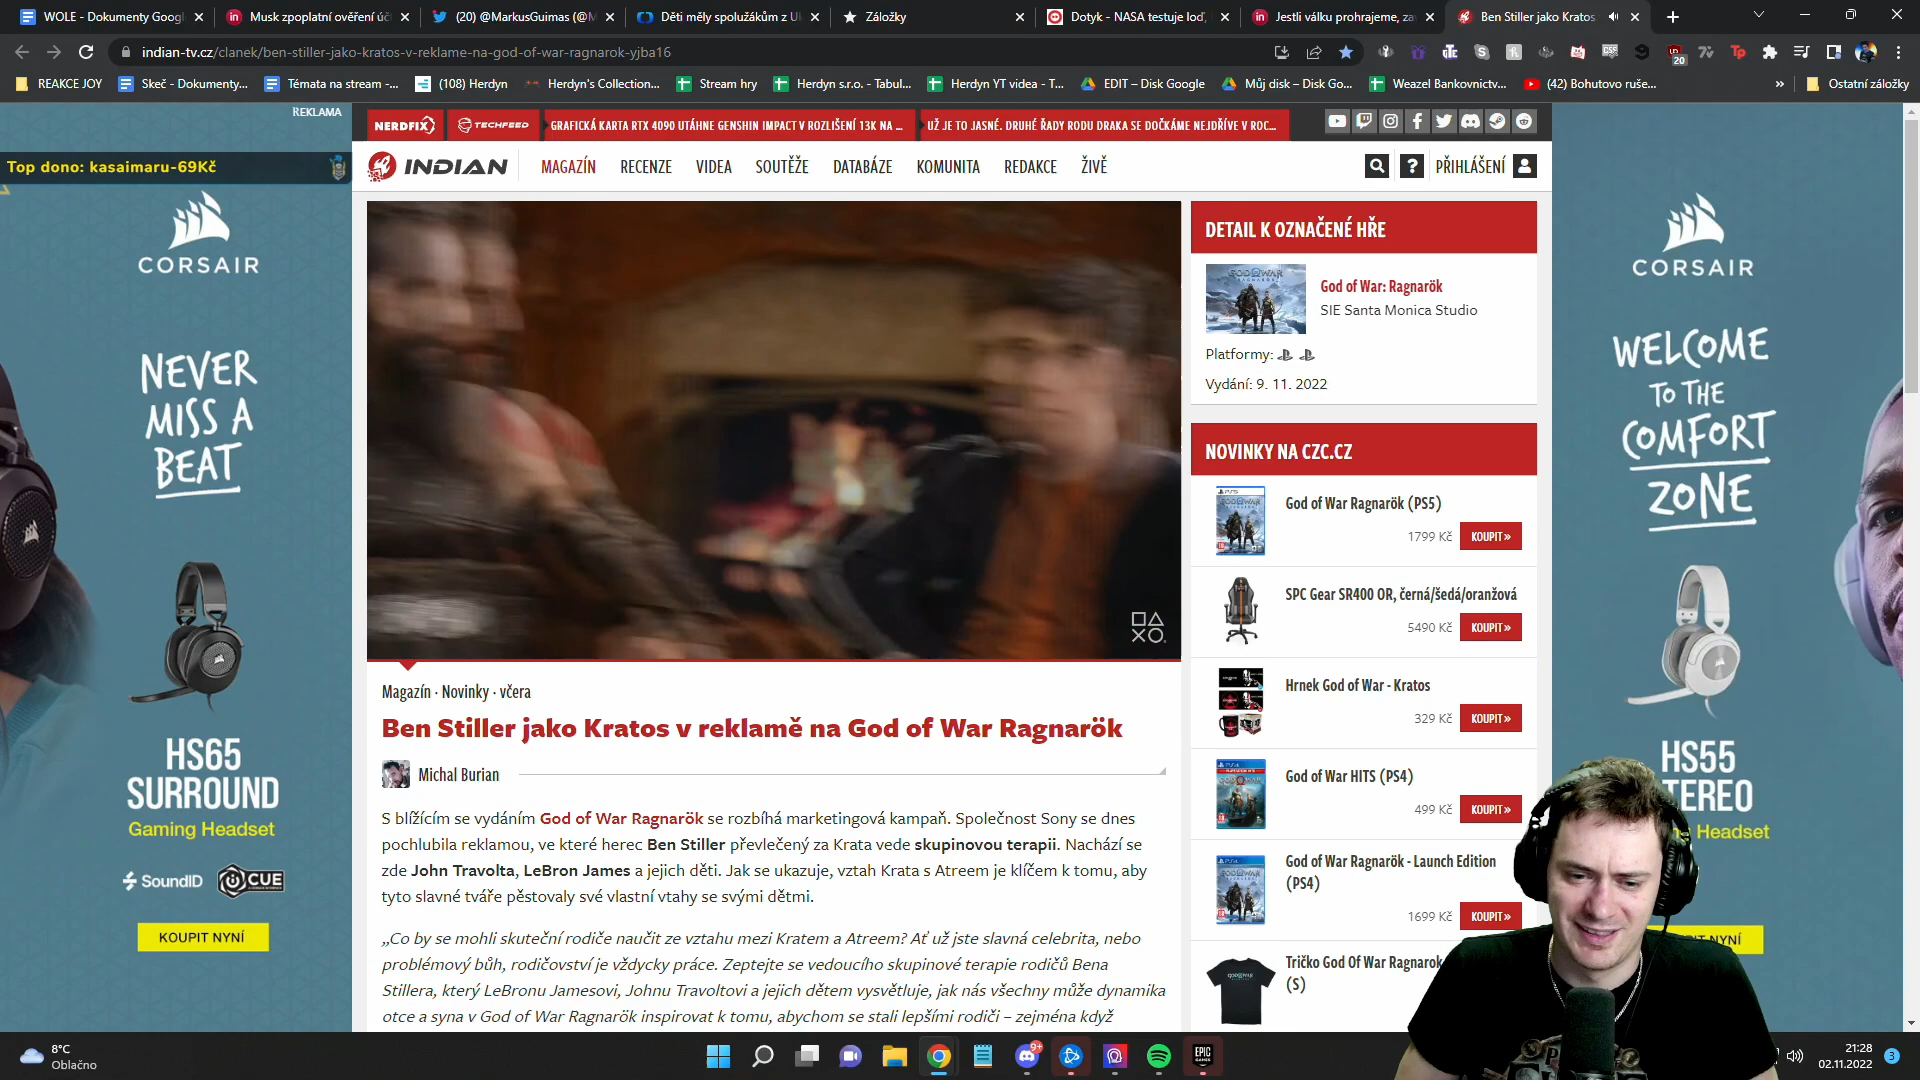 WOLE - Dokumenty Googl
Musk zpoplatní ověření úč
(20) @MarkusGuimas (@M
Děti měly spolužákům z U
Záložky
Dotyk - NASA testuje loď,
Jestli válku prohrajeme, za
Ben Stiller jako Kratos
indian-tv.cz/clanek/ben-stiller-jako-kratos-v-reklame-na-god-of-war-ragnarok-yjba16
REAKCE JOY
Skeč - Dokumenty...
Témata na stream -...
(108) Herdyn
Herdyn's Collection...
Stream hry
Herdyn s.r.o. - Tabul...
Herdyn YT videa - T...
EDIT – Disk Google
Můj disk – Disk Go...
Weazel Bankovnictv...
(42) Bohutovo ruše...
»
Ostatní záložky
REKLAMA
NERDFIX
TECHFEED
GRAFICKÁ KARTA RTX 4090 UTÁHNE GENSHIN IMPACT V ROZLIŠENÍ 13K NA ...
UŽ JE TO JASNÉ. DRUHÉ ŘADY RODU DRAKA SE DOČKÁME NEJDŘÍVE V ROC...
Top dono: kasaimaru-69Kč
INDIAN
MAGAZÍN
RECENZE
VIDEA
SOUTĚŽE
DATABÁZE
KOMUNITA
REDAKCE
ŽIVĚ
?
PŘIHLÁŠENÍ
CORSAIR
NEVER
MISS A
BEAT
HS65
SURROUND
Gaming Headset
SoundID
iCUE
KOUPIT NYNÍ
DETAIL K OZNAČENÉ HŘE
GOD OF WAR
RAGNARÖK
God of War: Ragnarök
SIE Santa Monica Studio
Platformy:
Vydání: 9. 11. 2022
NOVINKY NA CZC.CZ
God of War Ragnarök (PS5)
1799 Kč
KOUPIT »
SPC Gear SR400 OR, černá/šedá/oranžová
5490 Kč
KOUPIT »
Hrnek God of War - Kratos
329 Kč
KOUPIT »
God of War HITS (PS4)
499 Kč
KOUPIT »
God of War Ragnarök - Launch Edition
(PS4)
1699 Kč
KOUPIT »
Tričko God Of War Ragnarok
(S)
CORSAIR
WELCOME
TO THE
COMFORT
ZONE
HS55
TEREO
Headset
NYNÍ
Magazín · Novinky · včera
Ben Stiller jako Kratos v reklamě na God of War Ragnarök
Michal Burian
S blížícím se vydáním God of War Ragnarök se rozbíhá marketingová kampaň. Společnost Sony se dnes
pochlubila reklamou, ve které herec Ben Stiller převlečený za Krata vede skupinovou terapii. Nachází se
zde John Travolta, LeBron James a jejich děti. Jak se ukazuje, vztah Krata s Atreem je klíčem k tomu, aby
tyto slavné tváře pěstovaly své vlastní vtahy se svými dětmi.
„Co by se mohli skuteční rodiče naučit ze vztahu mezi Kratem a Atreem? Ať už jste slavná celebrita, nebo
problémový bůh, rodičovství je vždycky práce. Zeptejte se vedoucího skupinové terapie rodičů Bena
Stillera, který LeBronu Jamesovi, Johnu Travoltovi a jejich dětem vysvětluje, jak nás všechny může dynamika
otce a syna v God of War Ragnarök inspirovat k tomu, abychom se stali lepšími rodiči – zejména když
8°C
Oblačno
9+
EPIC
GAMES
21:28
02.11.2022
3